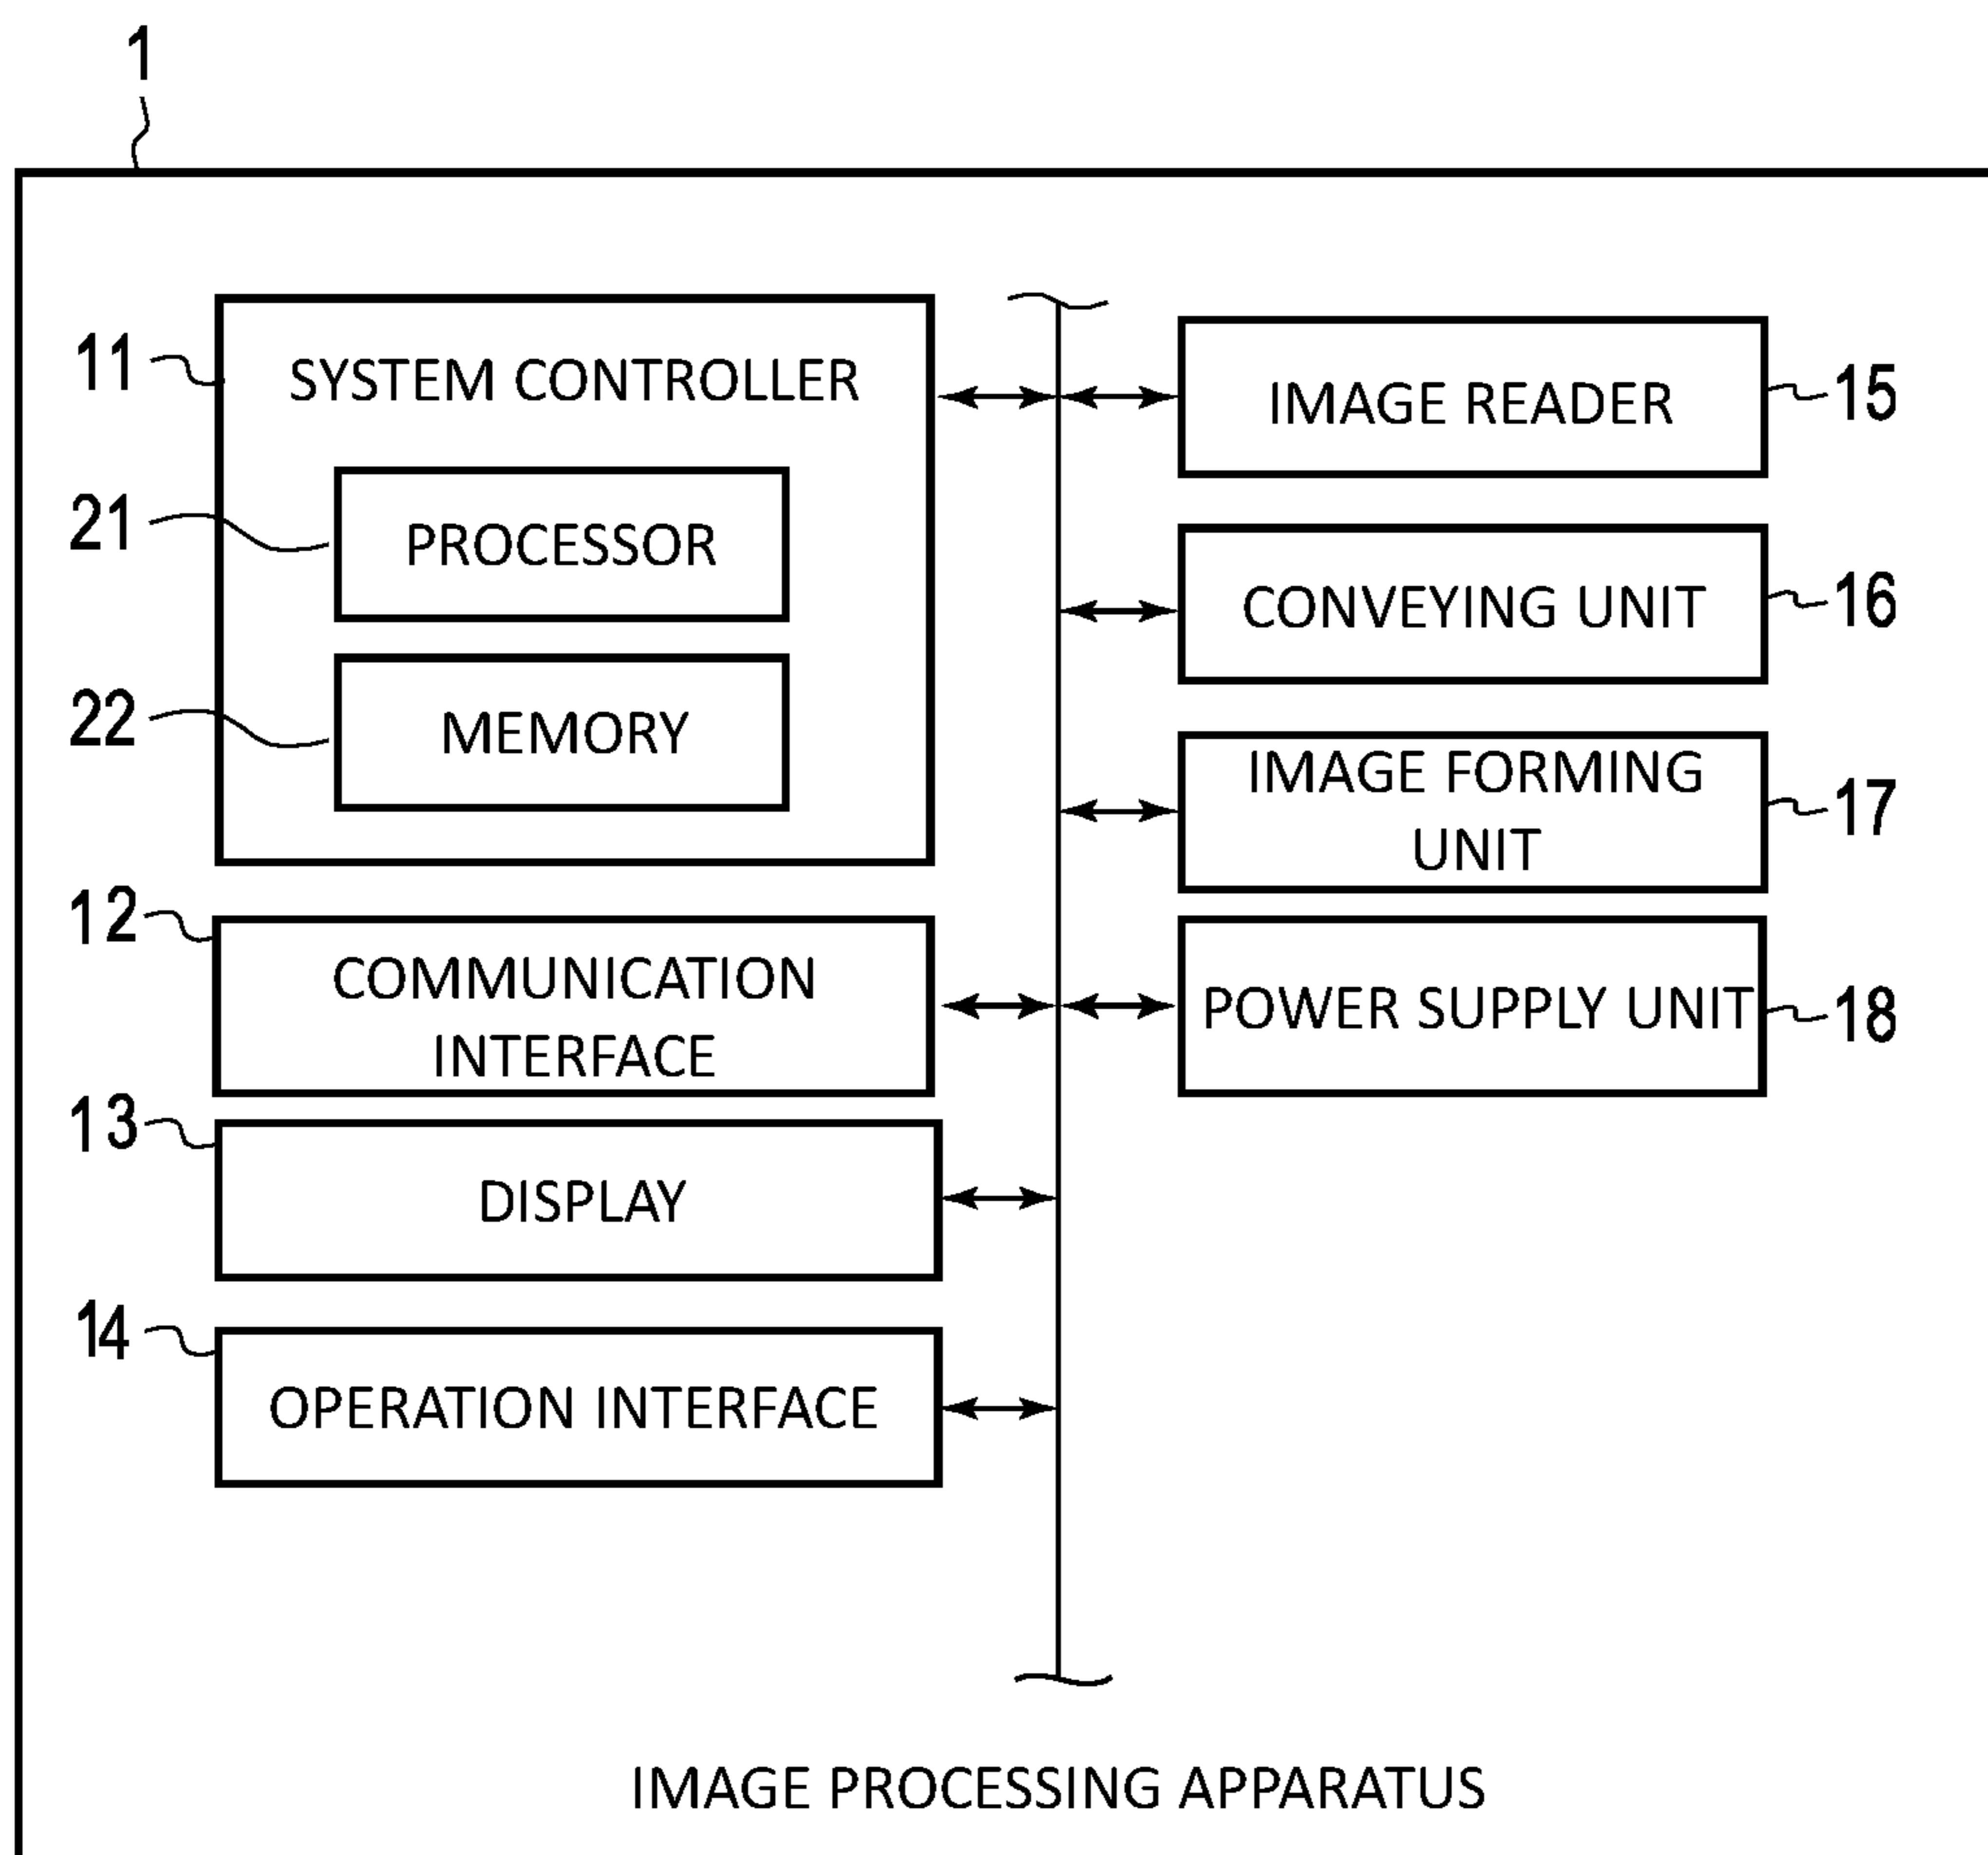 1
11
SYSTEM CONTROLLER
21
PROCESSOR
22
MEMORY
12
COMMUNICATION
INTERFACE
13
DISPLAY
14
OPERATION INTERFACE
IMAGE READER
15
CONVEYING UNIT
16
IMAGE FORMING
UNIT
17
POWER SUPPLY UNIT
18
IMAGE PROCESSING APPARATUS